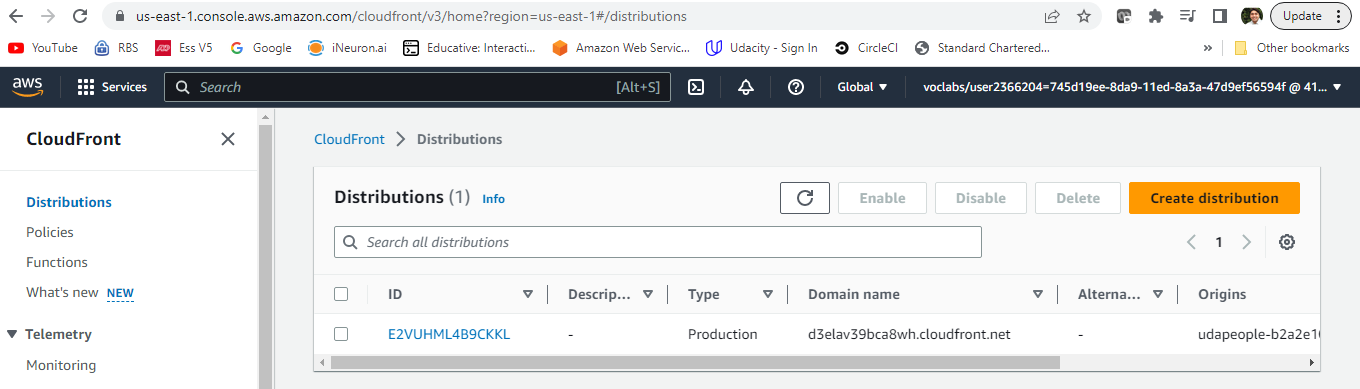 us-east-1.console.aws.amazon.com/cloudfront/v3/home?region=us-east-1#/distributions
Update
YouTube RBS Ess V5 Google iNeuron.ai Educative: Interacti... Amazon Web Servic... Udacity - Sign In CircleCI Standard Chartered... » Other bookmarks
aws Services Search [Alt+S] Global voclabs/user2366204=745d19ee-8da9-11ed-8a3a-47d9ef56594f @ 41...
CloudFront
Distributions
Policies
Functions
What's new NEW
Telemetry
Monitoring
CloudFront Distributions
Distributions (1) Info Enable Disable Delete Create distribution
Search all distributions 1
ID Descrip... Type Domain name Alterna... Origins
E2VUHML4B9CKKL - Production d3elav39bca8wh.cloudfront.net - udapeople-b2a2e1